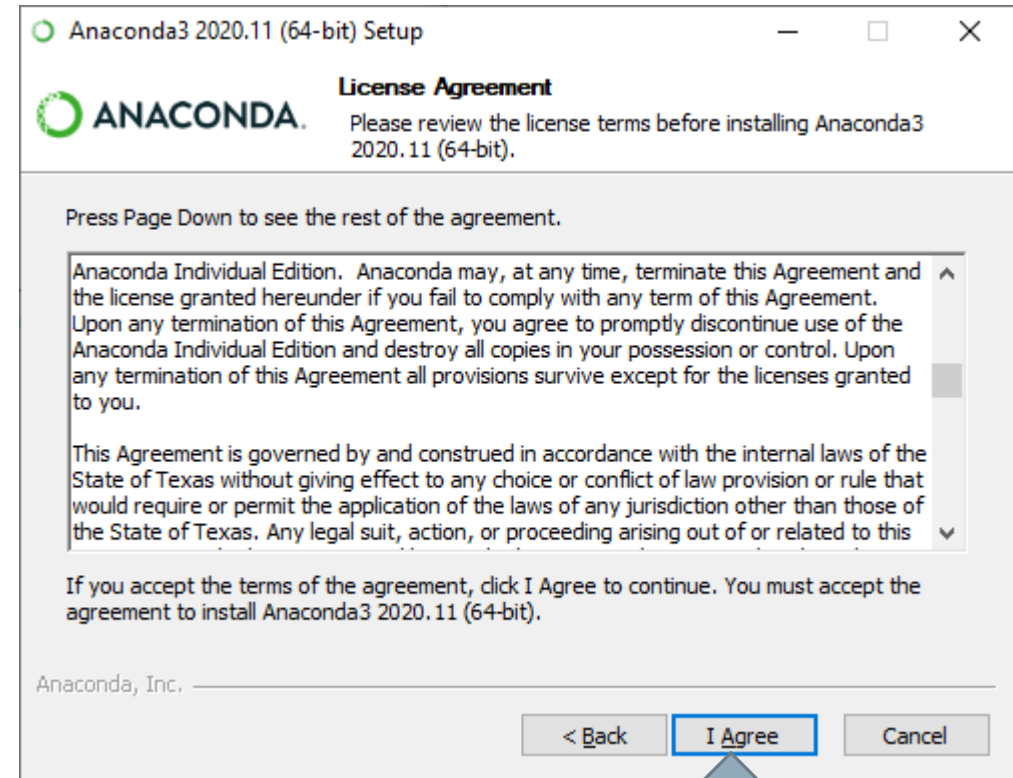 Anaconda3 2020.11 (64-bit) Setup
ANACONDA.
License Agreement
Please review the license terms before installing Anaconda3
2020.11 (64-bit).
Press Page Down to see the rest of the agreement.
Anaconda Individual Edition.  Anaconda may, at any time, terminate this Agreement and
the license granted hereunder if you fail to comply with any term of this Agreement.
Upon any termination of this Agreement, you agree to promptly discontinue use of the
Anaconda Individual Edition and destroy all copies in your possession or control. Upon
any termination of this Agreement all provisions survive except for the licenses granted
to you.
This Agreement is governed by and construed in accordance with the internal laws of the
State of Texas without giving effect to any choice or conflict of law provision or rule that
would require or permit the application of the laws of any jurisdiction other than those of
the State of Texas. Any legal suit, action, or proceeding arising out of or related to this
If you accept the terms of the agreement, click I Agree to continue. You must accept the
agreement to install Anaconda3 2020.11 (64-bit).
Anaconda, Inc.
< Back
I Agree
Cancel